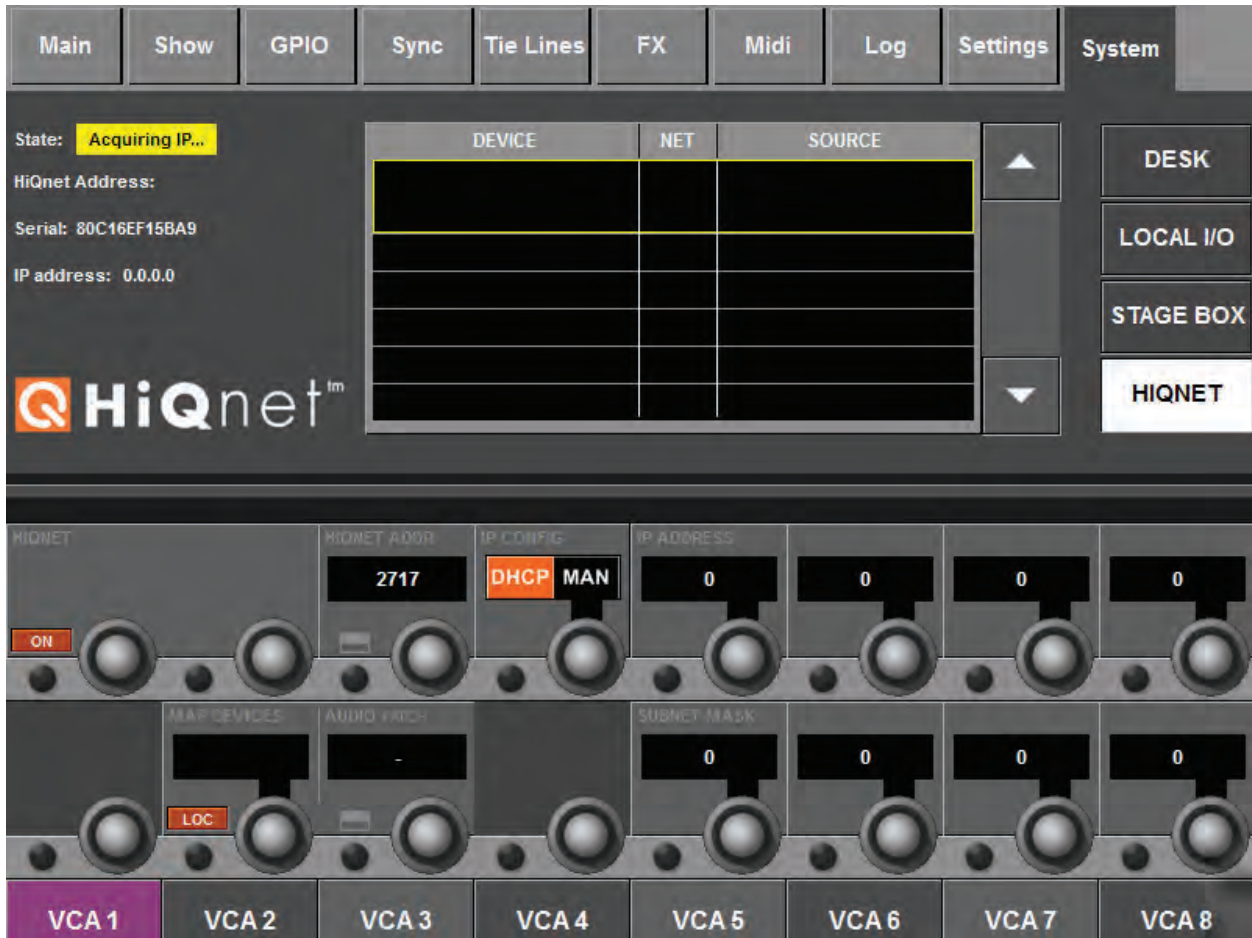 Main Show GPIO Sync Tie Lines FX Midi Log Settings System
State: Acquiring IP...
HiQnet Address:
Serial: 80C16EF15BA9
IP address: 0.0.0.0
HiQnet™
DEVICE NET SOURCE
DESK
LOCAL I/O
STAGE BOX
HIQNET
HIQNET HIQNET ADDR IP CONFIG IP ADDRESS
2717 DHCP MAN 0 0 0 0
ON
MAP DEVICES AUDIO PATCH SUBNET MASK
- 0 0 0 0
LOC
VCA 1 VCA 2 VCA 3 VCA 4 VCA 5 VCA 6 VCA 7 VCA 8